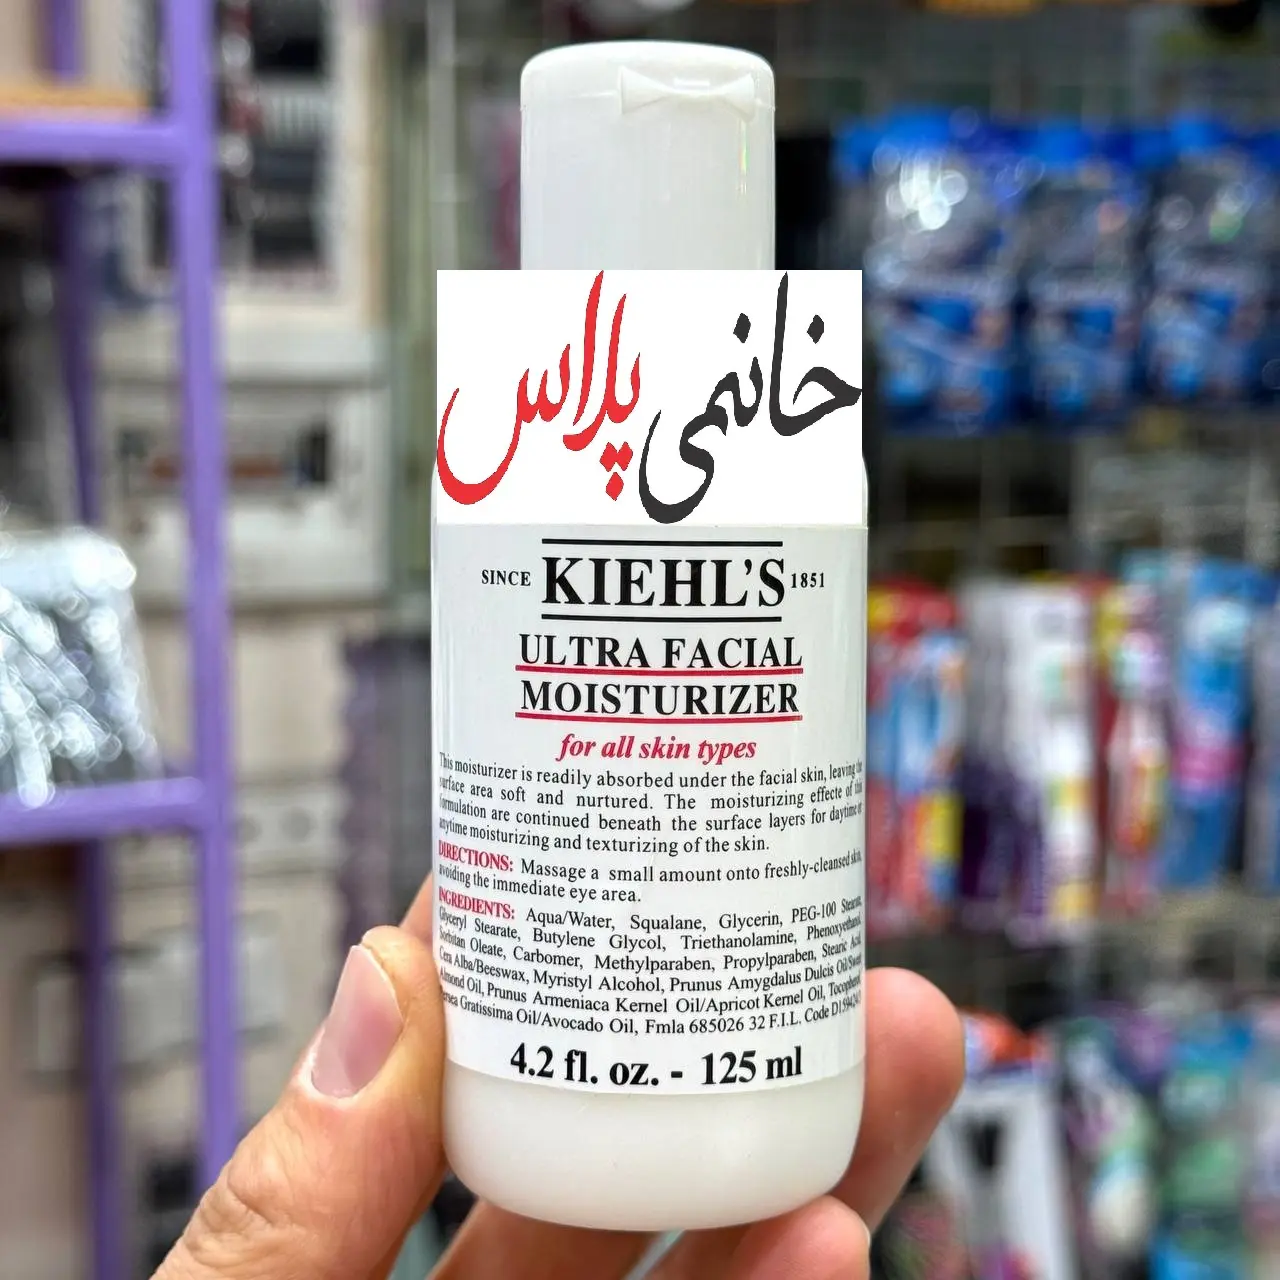 خانمی پلاس
SINCE KIEHL'S 1851
ULTRA FACIAL
MOISTURIZER
for all skin types
This moisturizer is readily absorbed under the facial skin, leaving the
surface area soft and nurtured. The moisturizing effecte of this
formulation are continued beneath the surface layers for daytime or
anytime moisturizing and texturizing of the skin.
DIRECTIONS: Massage a small amount onto freshly-cleansed skin,
avoiding the immediate eye area.
INGREDIENTS: Aqua/Water, Squalane, Glycerin, PEG-100 Stearate,
Glyceryl Stearate, Butylene Glycol, Triethanolamine, Phenoxyethanol,
Sorbitan Oleate, Carbomer, Methylparaben, Propylparaben, Stearic Acid,
Cera Alba/Beeswax, Myristyl Alcohol, Prunus Amygdalus Dulcis Oil/Sweet
Almond Oil, Prunus Armeniaca Kernel Oil/Apricot Kernel Oil, Tocopherol,
Persea Gratissima Oil/Avocado Oil, Fmla 685026 32 F.I.L. Code
4.2 fl. oz. - 125 ml